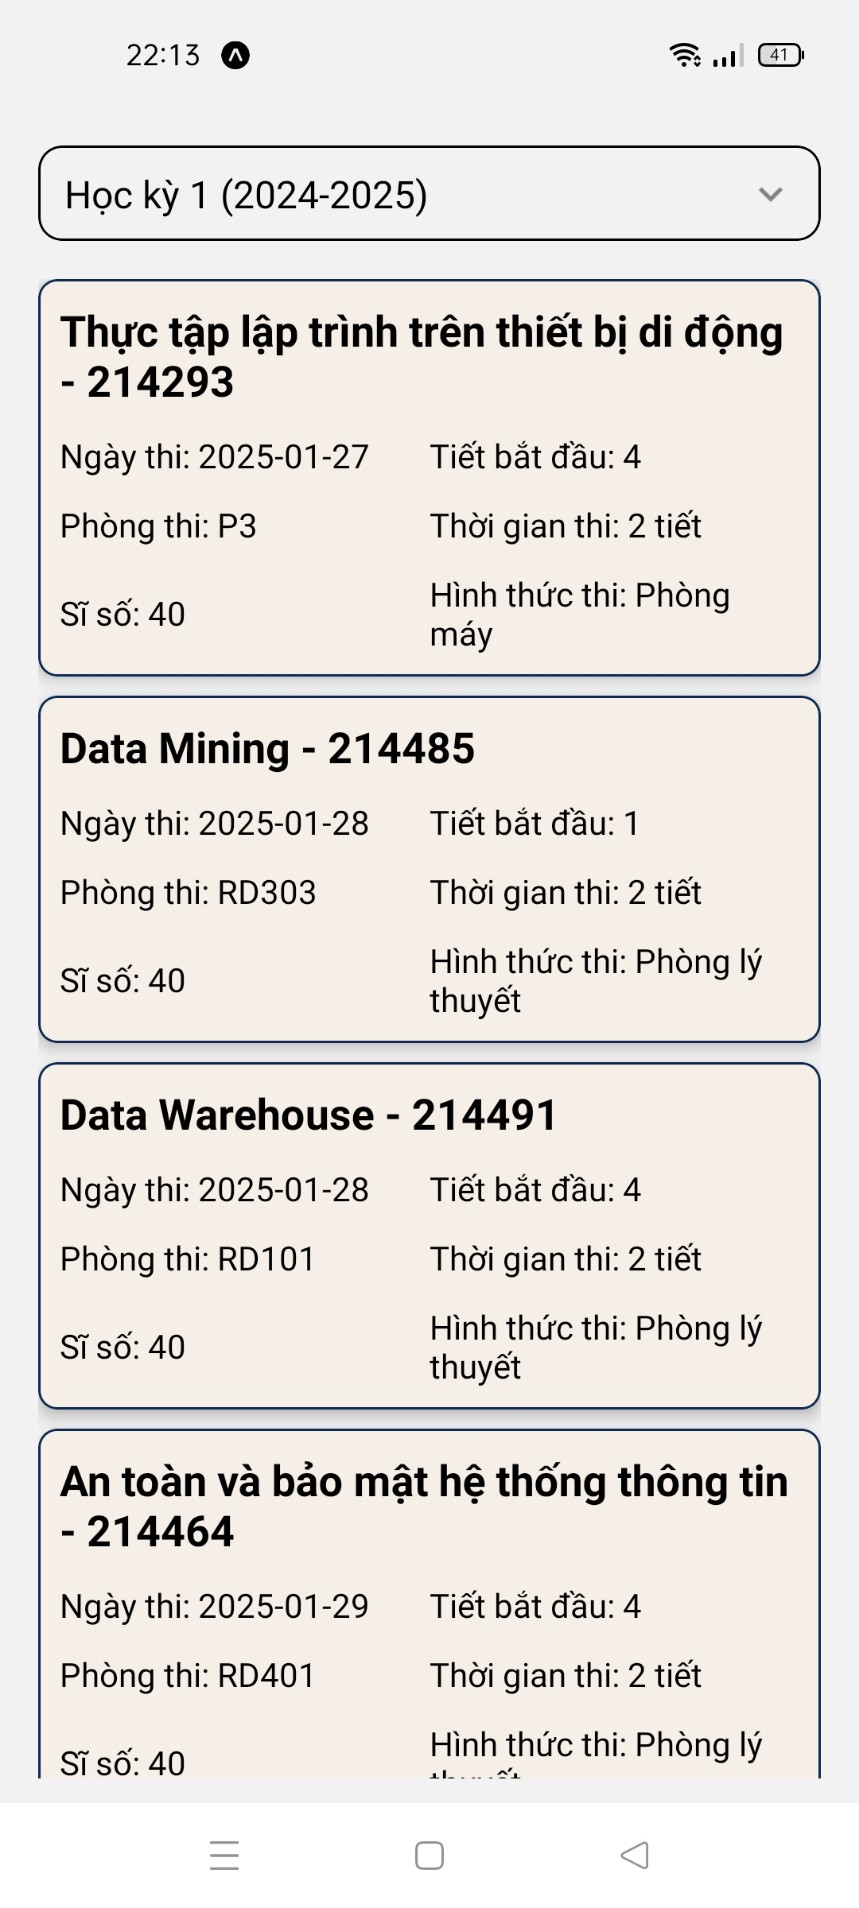 22:13
41
Học kỳ 1 (2024-2025)
Thực tập lập trình trên thiết bị di động
- 214293
Ngày thi: 2025-01-27
Tiết bắt đầu: 4
Phòng thi: P3
Thời gian thi: 2 tiết
Sĩ số: 40
Hình thức thi: Phòng
máy
Data Mining - 214485
Ngày thi: 2025-01-28
Tiết bắt đầu: 1
Phòng thi: RD303
Thời gian thi: 2 tiết
Sĩ số: 40
Hình thức thi: Phòng lý
thuyết
Data Warehouse - 214491
Ngày thi: 2025-01-28
Tiết bắt đầu: 4
Phòng thi: RD101
Thời gian thi: 2 tiết
Sĩ số: 40
Hình thức thi: Phòng lý
thuyết
An toàn và bảo mật hệ thống thông tin
- 214464
Ngày thi: 2025-01-29
Tiết bắt đầu: 4
Phòng thi: RD401
Thời gian thi: 2 tiết
Sĩ số: 40
Hình thức thi: Phòng lý